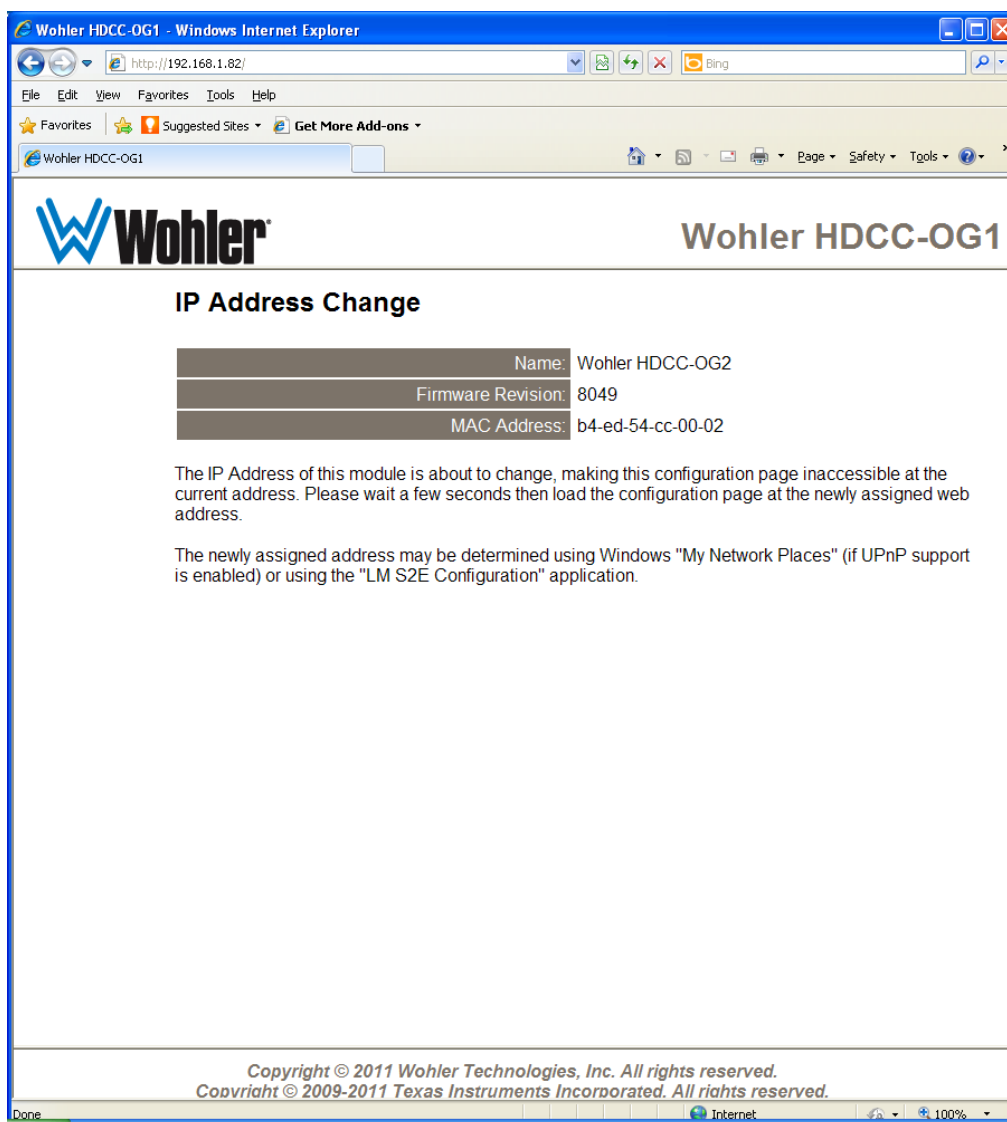 Wohler HDCC-OG1 - Windows Internet Explorer
http://192.168.1.82/
Bing
File Edit View Favorites Tools Help
Favorites Suggested Sites Get More Add-ons
Wohler HDCC-OG1
Page Safety Tools
Wohler
Wohler HDCC-OG1
IP Address Change
Name: Wohler HDCC-OG2
Firmware Revision: 8049
MAC Address: b4-ed-54-cc-00-02
The IP Address of this module is about to change, making this configuration page inaccessible at the
current address. Please wait a few seconds then load the configuration page at the newly assigned web
address.
The newly assigned address may be determined using Windows "My Network Places" (if UPnP support
is enabled) or using the "LM S2E Configuration" application.
Copyright © 2011 Wohler Technologies, Inc. All rights reserved.
Copyright © 2009-2011 Texas Instruments Incorporated. All rights reserved.
Done Internet 100%